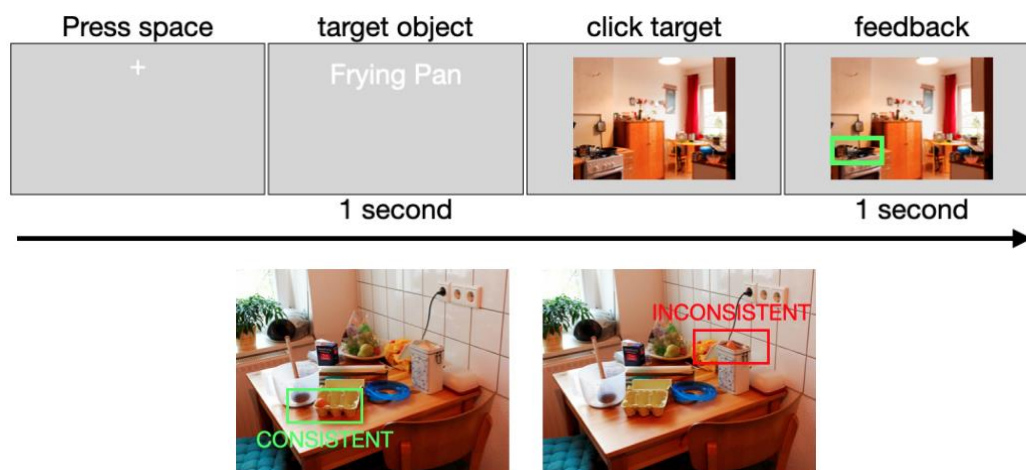 Press space
target object
click target
feedback
+
Frying Pan
1 second
1 second
INCONSISTENT
CONSISTENT